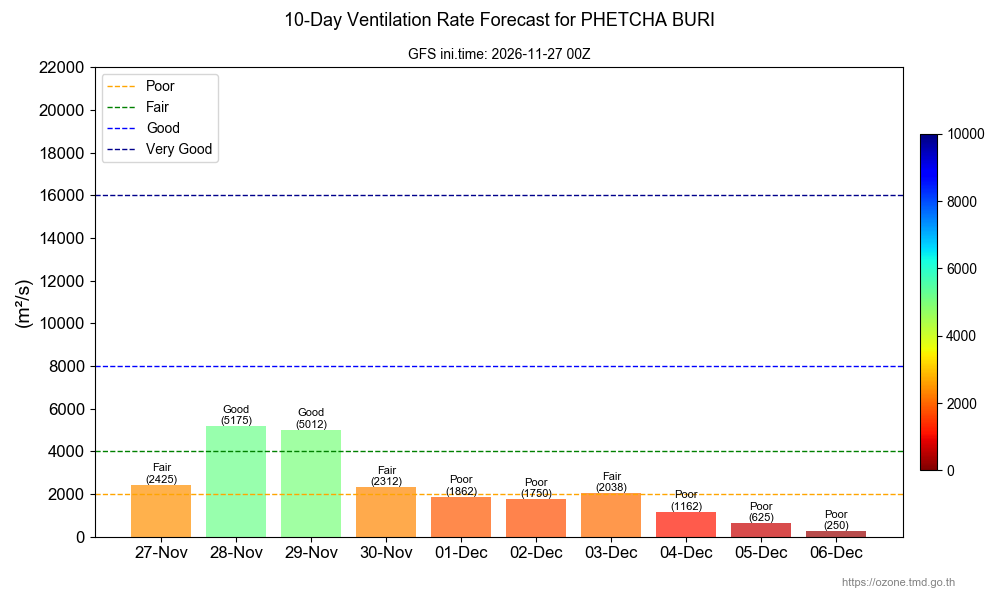 10-Day Ventilation Rate Forecast for PHETCHA BURI
GFS ini.time: 2026-11-27 00Z
Poor
Fair
Good
Very Good
(m²/s)
22000
20000
18000
16000
14000
12000
10000
8000
6000
4000
2000
0
Fair
(2425)
Good
(5175)
Good
(5012)
Fair
(2312)
Poor
(1862)
Poor
(1750)
Fair
(2038)
Poor
(1162)
Poor
(625)
Poor
(250)
27-Nov 28-Nov 29-Nov 30-Nov 01-Dec 02-Dec 03-Dec 04-Dec 05-Dec 06-Dec
10000
8000
6000
4000
2000
0
https://ozone.tmd.go.th